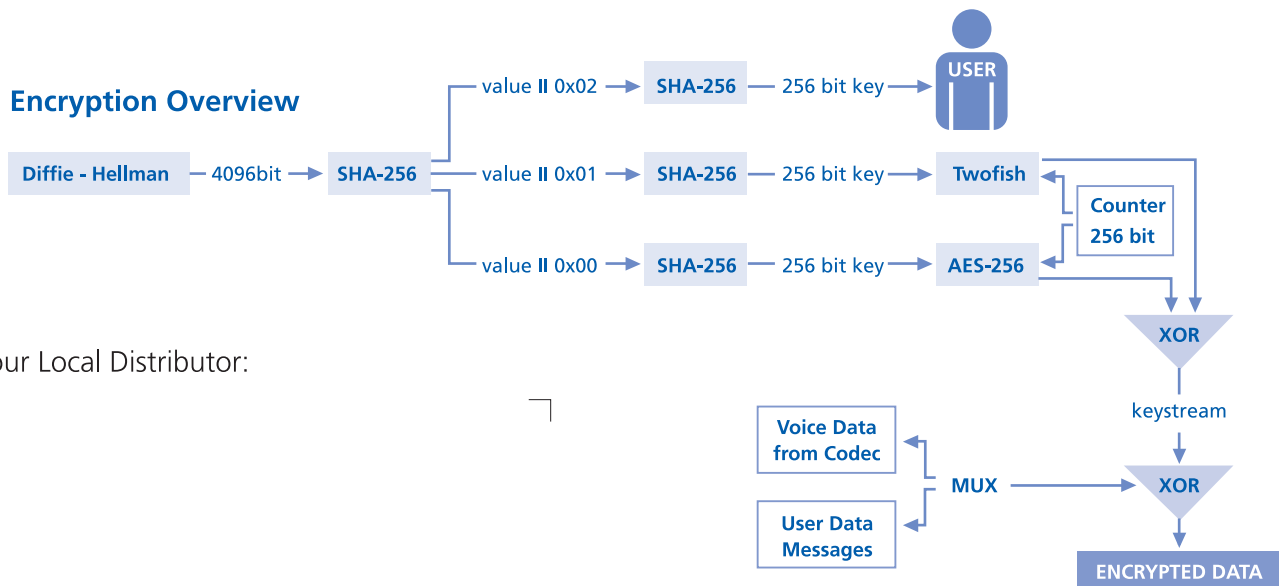 USER
value II 0x02
SHA-256
256 bit key
Encryption Overview
Diffie - Hellman
4096bit
SHA-256
value II 0x01
SHA-256
256 bit key
Twofish
Counter
256 bit
value II 0x00
SHA-256
256 bit key
AES-256
XOR
our Local Distributor:
keystream
Voice Data
from Codec
MUX
XOR
User Data
Messages
ENCRYPTED DATA